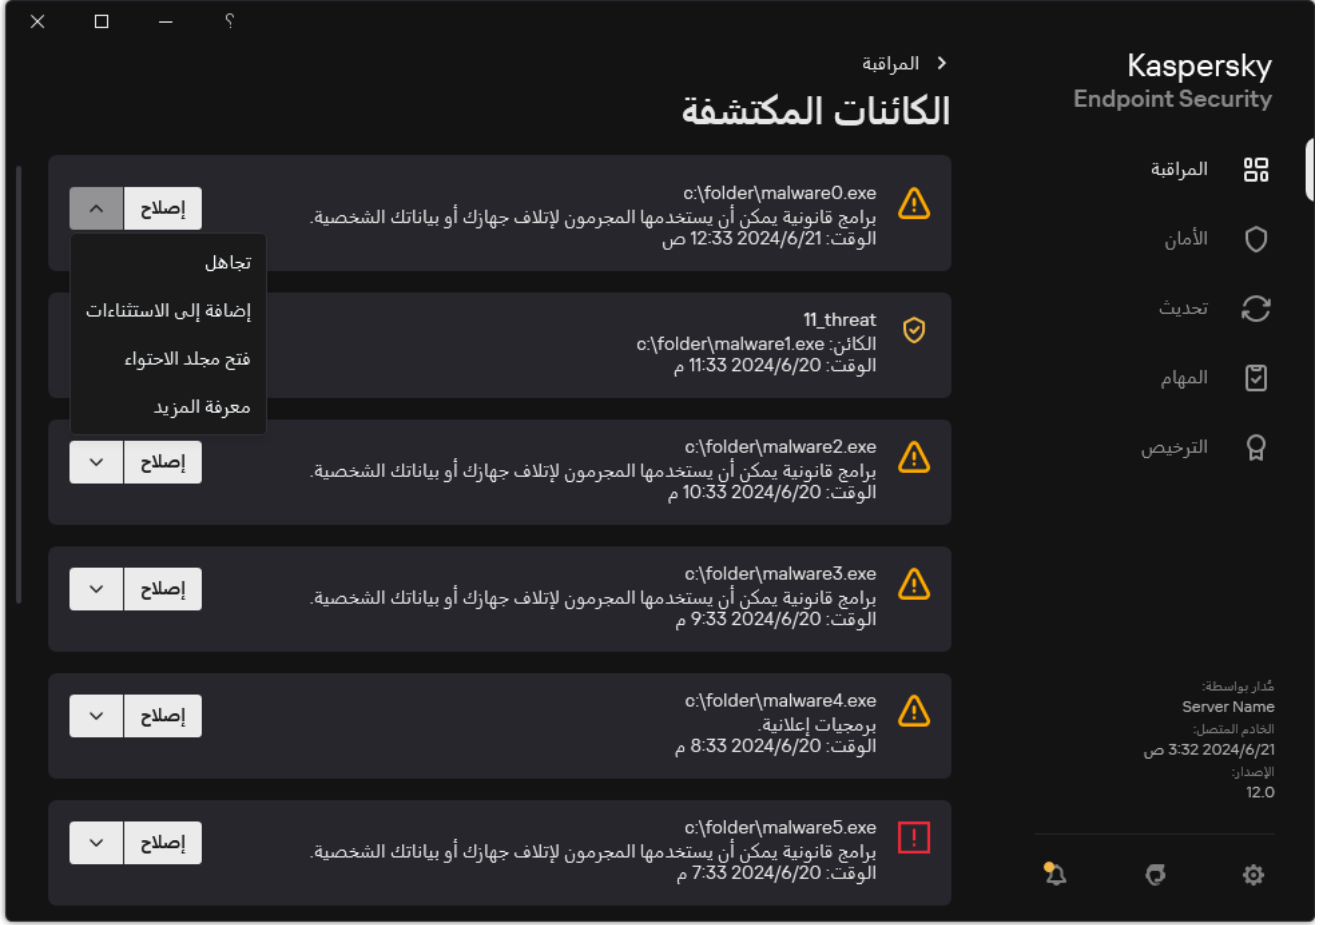 ؟
Kaspersky
Endpoint Security
المراقبة
الأمان
تحديث
المهام
الترخيص
مُدار بواسطة:
Server Name
الخادم المتصل:
2024/6/21 3:32 ص
الإصدار:
12.0
المراقبة
الكائنات المكتشفة
c:\folder\malware0.exe
برامج قانونية يمكن أن يستخدمها المجرمون لإتلاف جهازك أو بياناتك الشخصية.
الوقت: 2024/6/21 12:33 ص
إصلاح
تجاهل
إضافة إلى الاستثناءات
فتح مجلد الاحتواء
معرفة المزيد
11_threat
الكائن: c:\folder\malware1.exe
الوقت: 2024/6/20 11:33 م
c:\folder\malware2.exe
برامج قانونية يمكن أن يستخدمها المجرمون لإتلاف جهازك أو بياناتك الشخصية.
الوقت: 2024/6/20 10:33 م
إصلاح
c:\folder\malware3.exe
برامج قانونية يمكن أن يستخدمها المجرمون لإتلاف جهازك أو بياناتك الشخصية.
الوقت: 2024/6/20 9:33 م
إصلاح
c:\folder\malware4.exe
برمجيات إعلانية.
الوقت: 2024/6/20 8:33 م
إصلاح
c:\folder\malware5.exe
برامج قانونية يمكن أن يستخدمها المجرمون لإتلاف جهازك أو بياناتك الشخصية.
الوقت: 2024/6/20 7:33 م
إصلاح